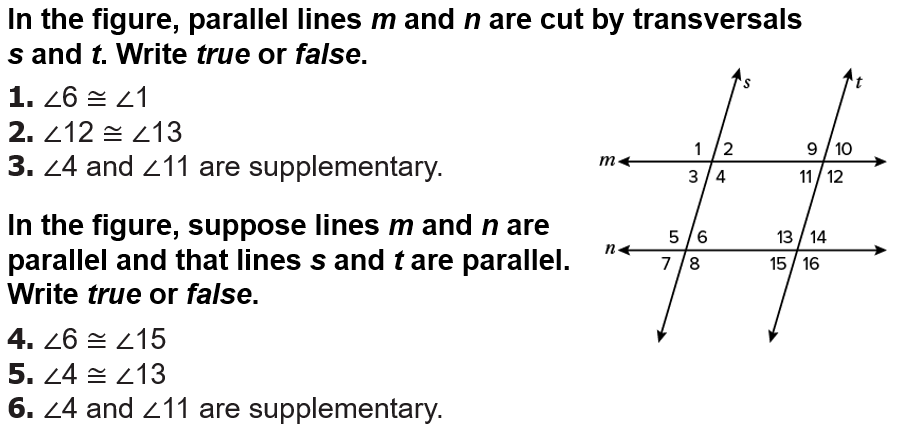 In the figure, parallel lines m and n are cut by transversals
s and t. Write true or false.
1. ∠6 ≅ ∠1
2. ∠12 ≅ ∠13
3. ∠4 and ∠11 are supplementary.
In the figure, suppose lines m and n are
parallel and that lines s and t are parallel.
Write true or false.
4. ∠6 ≅ ∠15
5. ∠4 ≅ ∠13
6. ∠4 and ∠11 are supplementary.
s t
1 2 9 10
m
3 4 11 12
5 6 13 14
n
7 8 15 16